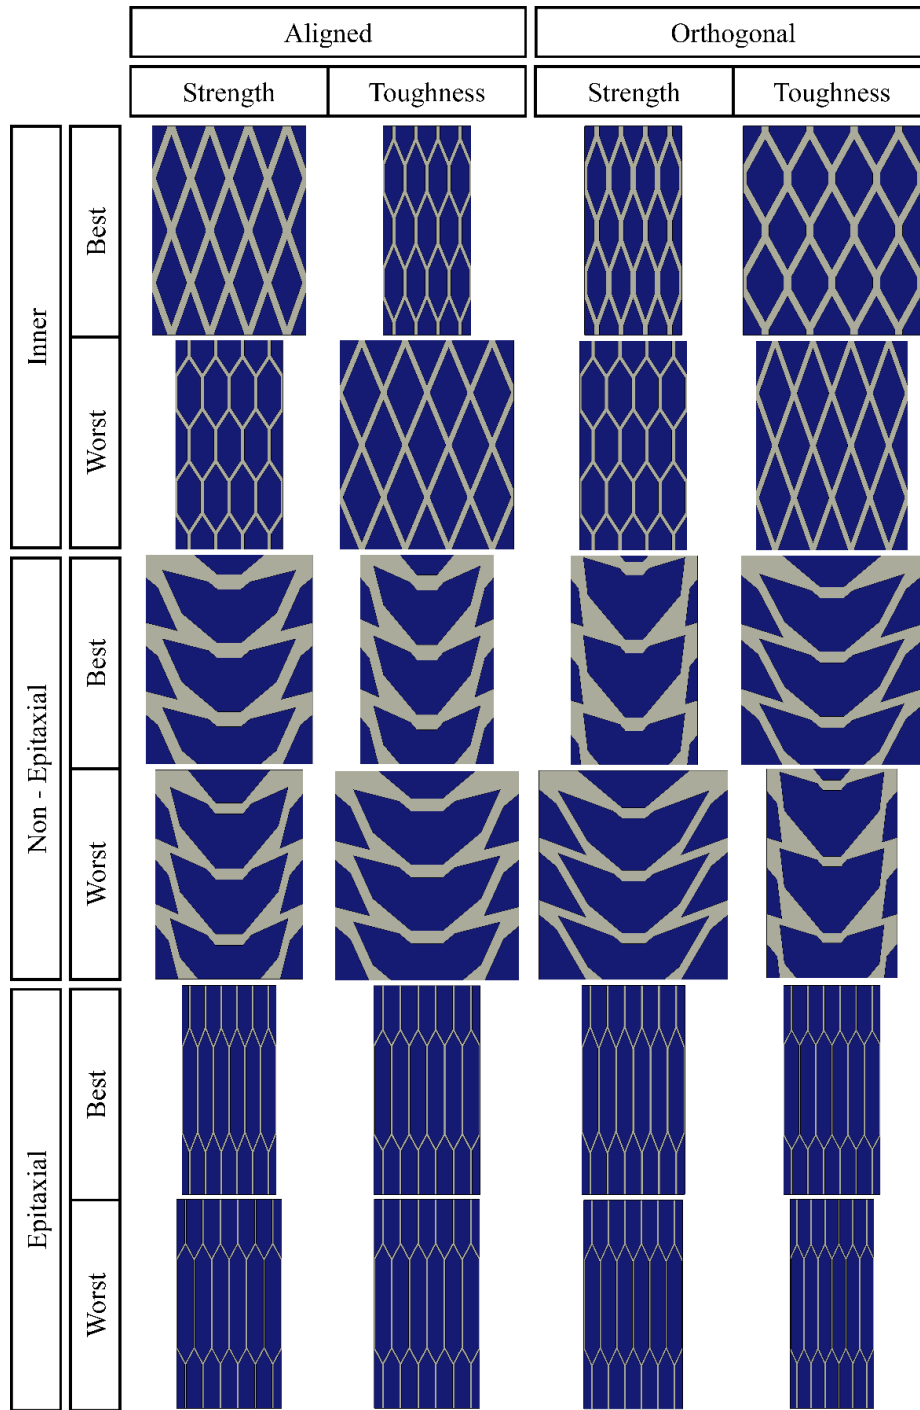 Aligned
Orthogonal
Strength
Toughness
Strength
Toughness
Inner
Best
Worst
Non - Epitaxial
Best
Worst
Epitaxial
Best
Worst